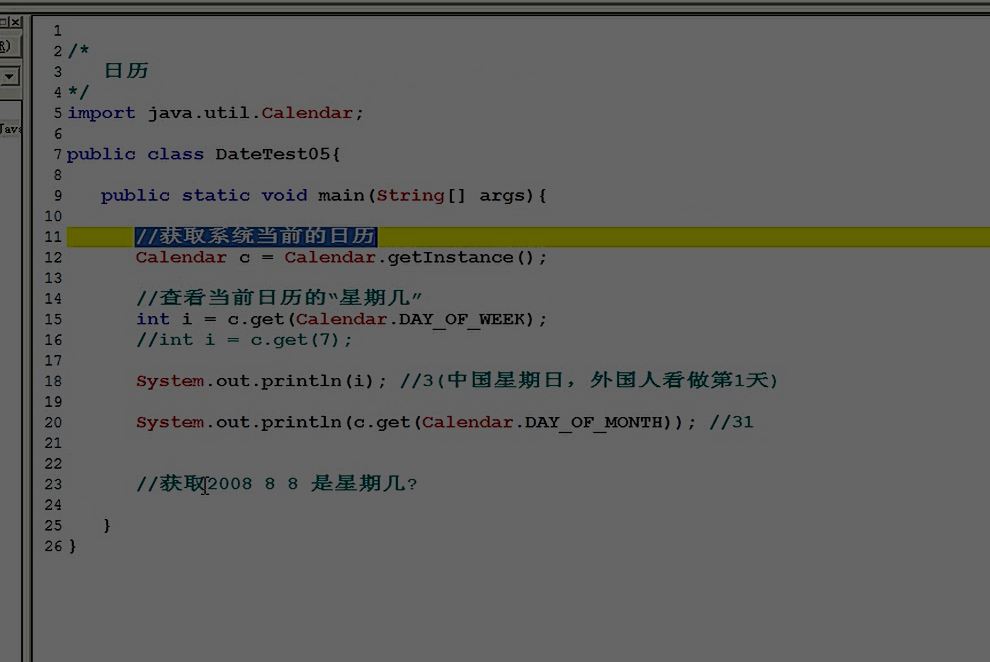 R)
1
2 /*
3 日历
4 */
Java
5 import java.util.Calendar;
6
7 public class DateTest05{
8
9 public static void main(String[] args){
10
11 //获取系统当前的日历
12 Calendar c = Calendar.getInstance();
13
14 //查看当前日历的“星期几”
15 int i = c.get(Calendar.DAY_OF_WEEK);
16 //int i = c.get(7);
17
18 System.out.println(i); //3(中国星期日，外国人看做第1天)
19
20 System.out.println(c.get(Calendar.DAY_OF_MONTH)); //31
21
22
23 //获取2008 8 8 是星期几?
24
25 }
26 }